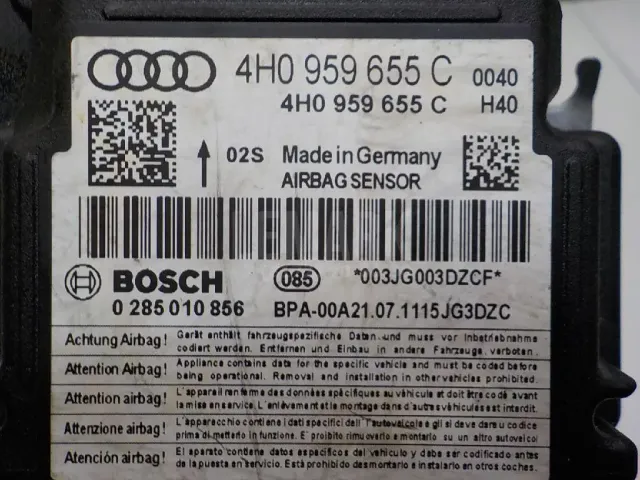 4H0 959 655 C 0040
4H0 959 655 C H40
02S Made in Germany
AIRBAG SENSOR
BOSCH 085 *003JG003DZCF*
0 285 010 856 BPA-00A21.07.1115JG3DZC
Achtung Airbag! Gerät enthält fahrzeugspezifische Daten, und muss vor Inbetriebnahme
codiert werden. Entfernen und Einbau in andere Fahrzeuge, verboten.
Attention Airbag! Appliance contains data for the specific vehicle and must be coded before
being operational. Removal and installation in other vehicles prohibited.
Attention airbag! L'appareil renferme des données spécifiques au véhicule et doit être codé avant
la mise en service. L'enlèvement et le montage dans d'autres véhicules est interdit.
Attenzione airbag! L'apparecchio contiene i dati specifici dell'autoveicolo e gli si deve dare u codice
prima di metterlo in funzione. E' proibito rimuoverlo e montarlo su un altro autoveicol
Atención airbag! El aparato contiene datos específicos del vehículo y debe ser codificado antes
de la puesta en servicio. Está prohibido desmontarlo e instalarlo en otros coches.